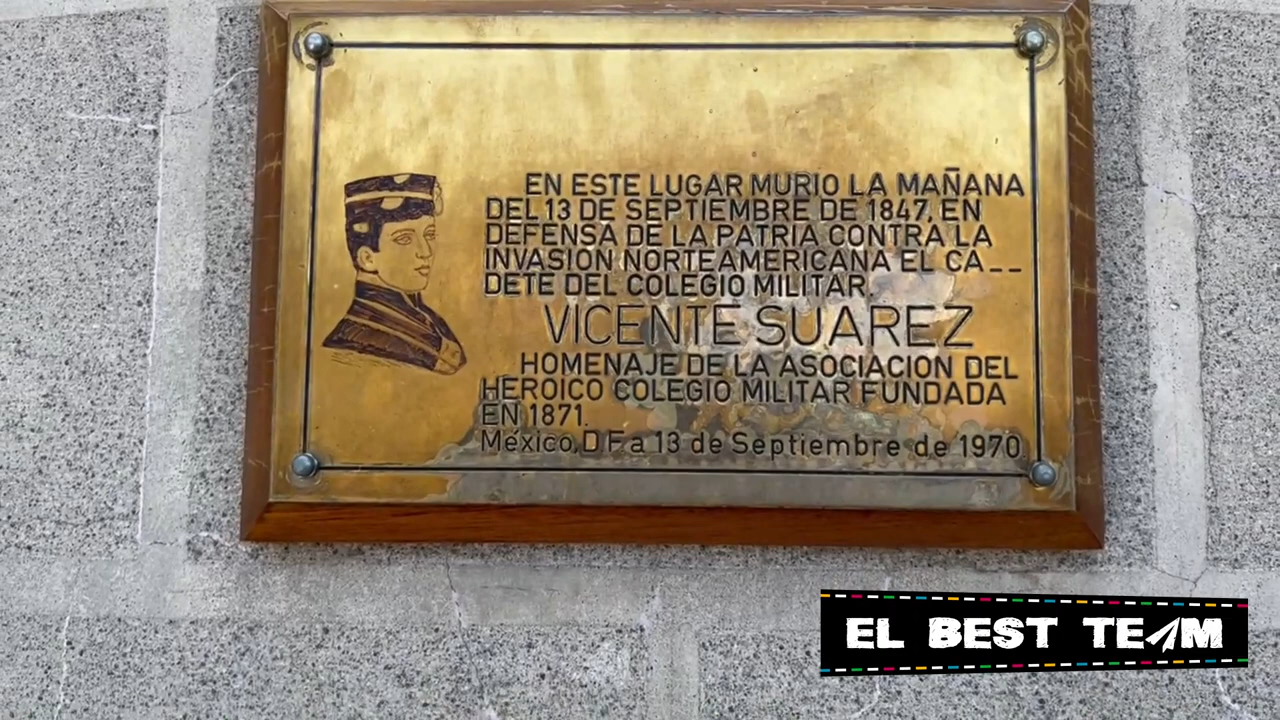 EN ESTE LUGAR MURIO LA MAÑANA
DEL 13 DE SEPTIEMBRE DE 1847, EN
DEFENSA DE LA PATRIA CONTRA LA
INVASION NORTEAMERICANA EL CA__
DETE DEL COLEGIO MILITAR.
VICENTE SUAREZ
HOMENAJE DE LA ASOCIACION DEL
HEROICO COLEGIO MILITAR FUNDADA
EN 1871.
México, D F. a 13 de Septiembre de 1970.
EL BEST TEAM